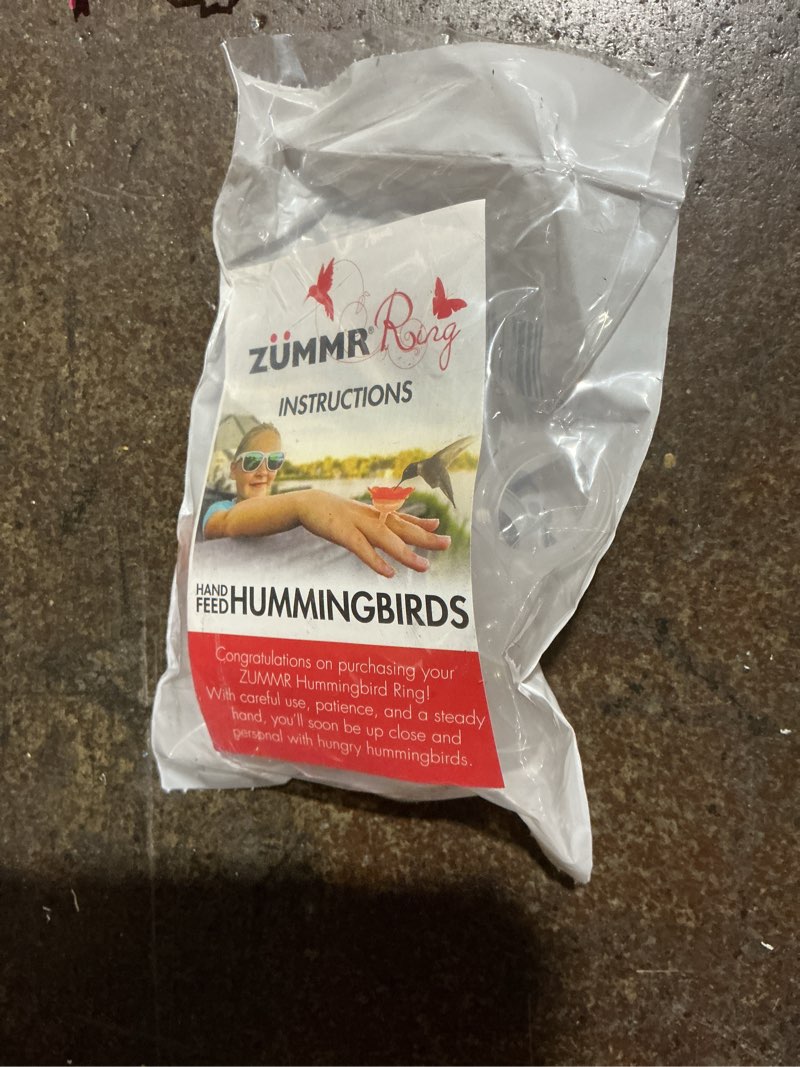 ZÜMMR® Ring
INSTRUCTIONS
HAND
FEED HUMMINGBIRDS
Congratulations on purchasing your
ZUMMR Hummingbird Ring!
With careful use, patience, and a steady
hand, you'll soon be up close and
personal with hungry hummingbirds.